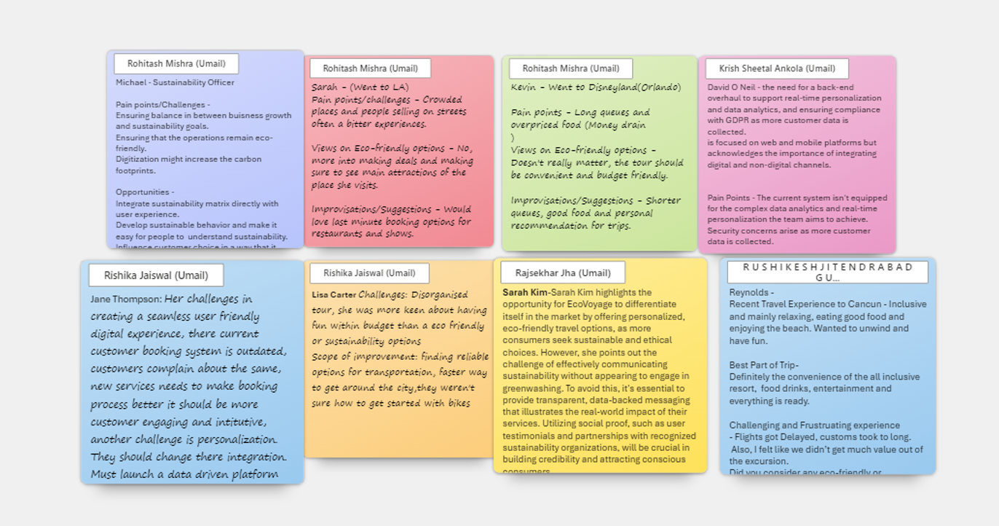 Rohitash Mishra (Umail)
Michael - Sustainability Officer
Pain points/Challenges -
Ensuring balance in between buisness growth
and sustainability goals.
Ensuring that the operations remain eco-
friendly.
Digitization might increase the carbon
footprints.
Opportunities -
Integrate sustainability matrix directly with
user experience.
Develop sustainable behavior and make it
easy for people to understand sustainability.
Influence customer choice in a way that it
Rohitash Mishra (Umail)
Sarah - (Went to LA)
Pain points/challenges - Crowded
places and people selling on streets
often a bitter experiences.
Views on Eco-friendly options - No,
more into making deals and making
sure to see main attractions of the
place she visits.
Improvisations/Suggestions - Would
love last minute booking options for
restaurants and shows.
Rohitash Mishra (Umail)
Kevin - Went to Disneyland(Orlando)
Pain points - Long queues and
overpriced food (Money drain
)
Views on Eco-friendly options -
Doesn't really matter, the tour should
be convenient and budget friendly.
Improvisations/Suggestions - Shorter
queues, good food and personal
recommendation for trips.
Krish Sheetal Ankola (Umail)
David O Neil - the need for a back-end
overhaul to support real-time personalization
and data analytics, and ensuring compliance
with GDPR as more customer data is
collected.
is focused on web and mobile platforms but
acknowledges the importance of integrating
digital and non-digital channels.
Pain Points - The current system isn't equipped
for the complex data analytics and real-time
personalization the team aims to achieve.
Security concerns arise as more customer
data is collected.
Rishika Jaiswal (Umail)
Jane Thompson: Her challenges in
creating a seamless user friendly
digital experience, there current
customer booking system is outdated,
customers complain about the same,
new services needs to make booking
process better it should be more
customer engaging and intitutive,
another challenge is personalization.
They should change there integration.
Must launch a data driven platform
Rishika Jaiswal (Umail)
Lisa Carter Challenges: Disorganised
tour, she was more keen about having
fun within budget than a eco friendly
or sustainability options
Scope of improvement: finding reliable
options for transportation, faster way
to get around the city,they weren't
sure how to get started with bikes
Rajsekhar Jha (Umail)
Sarah Kim-Sarah Kim highlights the
opportunity for EcoVoyage to differentiate
itself in the market by offering personalized,
eco-friendly travel options, as more
consumers seek sustainable and ethical
choices. However, she points out the
challenge of effectively communicating
sustainability without appearing to engage in
greenwashing. To avoid this, it's essential to
provide transparent, data-backed messaging
that illustrates the real-world impact of their
services. Utilizing social proof, such as user
testimonials and partnerships with recognized
sustainability organizations, will be crucial in
building credibility and attracting conscious
consumers.
RUSHIKESHJITENDRABAD
GU...
Reynolds -
Recent Travel Experience to Cancun - Inclusive
and mainly relaxing, eating good food and
enjoying the beach. Wanted to unwind and
have fun.
Best Part of Trip-
Definitely the convenience of the all inclusive
resort, food drinks, entertainment and
everything is ready.
Challenging and Frustruating experience
- Flights got Delayed, customs took to long.
Also, I felt like we didn't get much value out of
the excursion.
Did you consider any eco-friendly or